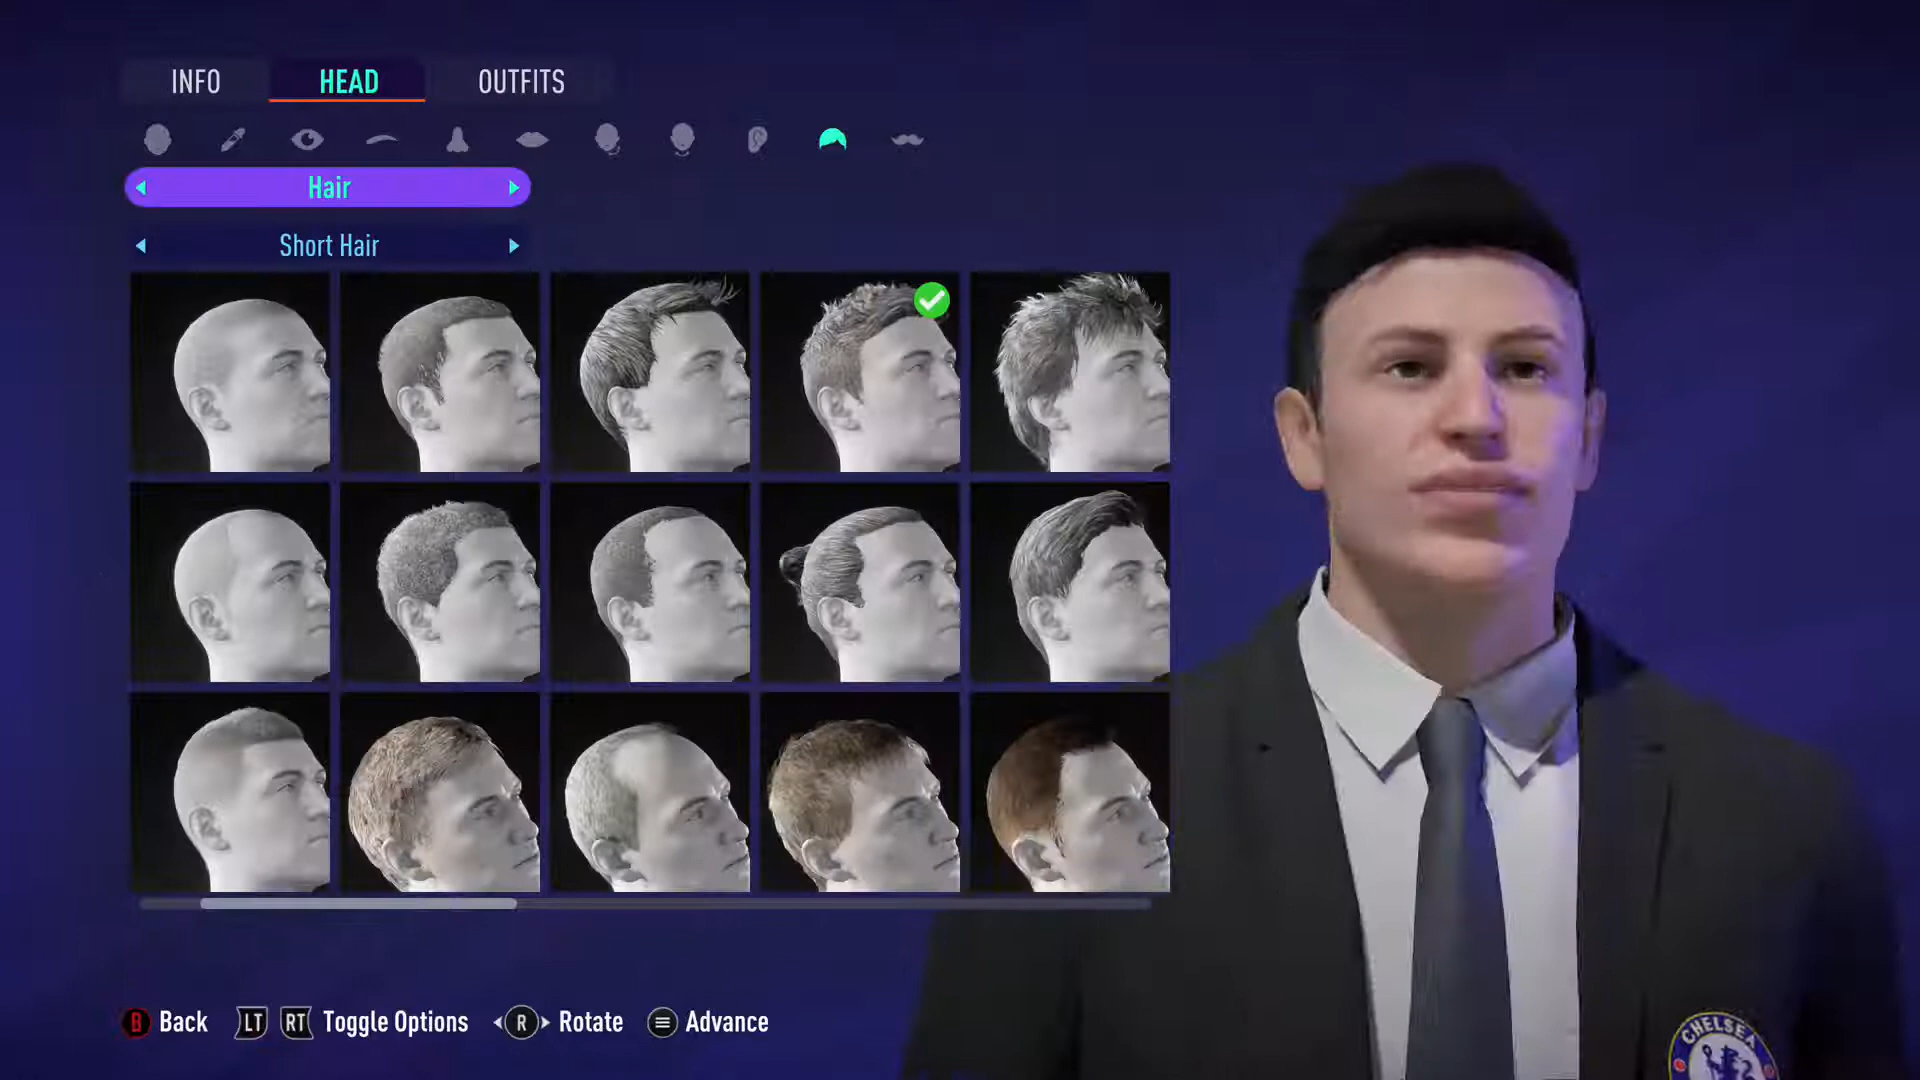 INFO HEAD OUTFITS
Hair
Short Hair
B Back LT RT Toggle Options R Rotate Advance
CHELSEA